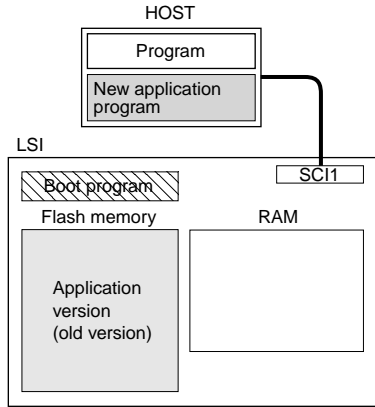 HOST
Program
New application
program
LSI
SCI1
Boot program
Flash memory
RAM
Application
version
(old version)